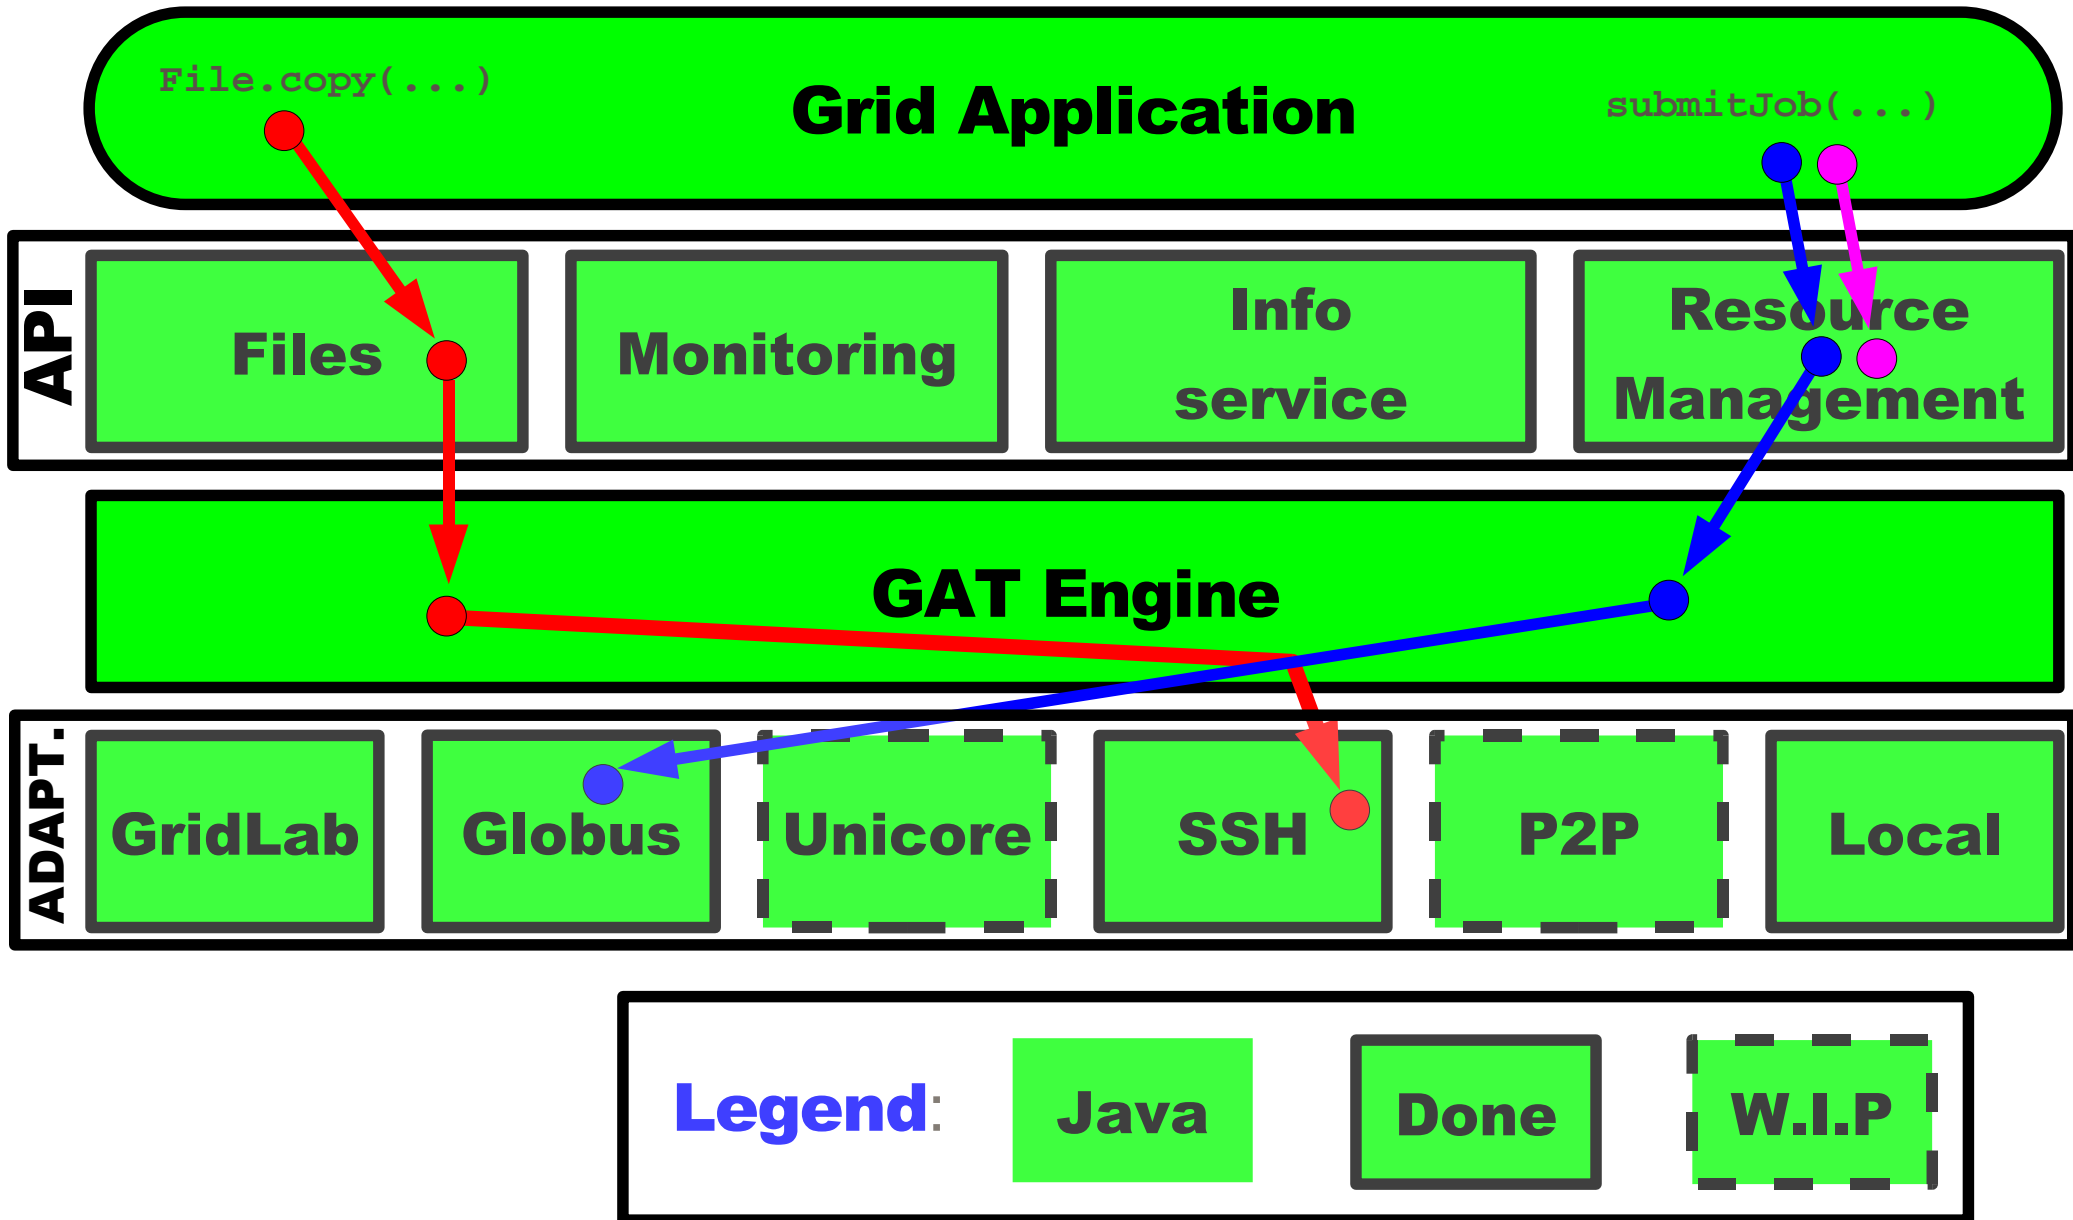 File.copy(...)
Grid Application
submitJob(...)
API
Files
Monitoring
Info
service
Resource
Management
GAT Engine
ADAPT.
GridLab
Globus
Unicore
SSH
P2P
Local
Legend:
Java
Done
W.I.P